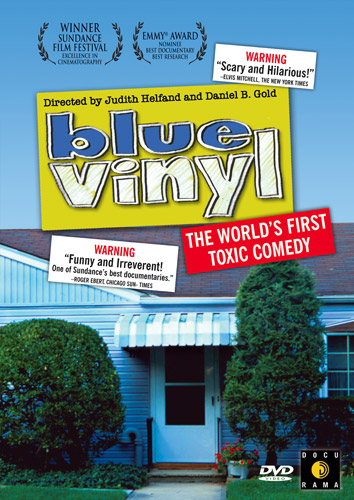 WINNER
SUNDANCE
FILM FESTIVAL
EXCELLENCE in
CINEMATOGRAPHY
EMMY® AWARD
NOMINEE
BEST DOCUMENTARY
BEST RESEARCH
WARNING
"Scary and Hilarious!"
-ELVIS MITCHELL, THE NEW YORK TIMES
Directed by Judith Helfand and Daniel B. Gold
blue
vinyl
THE WORLD'S FIRST
TOXIC COMEDY
WARNING
"Funny and Irreverent!
One of Sundance's best documentaries."
-ROGER EBERT, CHICAGO SUN-TIMES
DVD
VIDEO
DOCU
RAMA